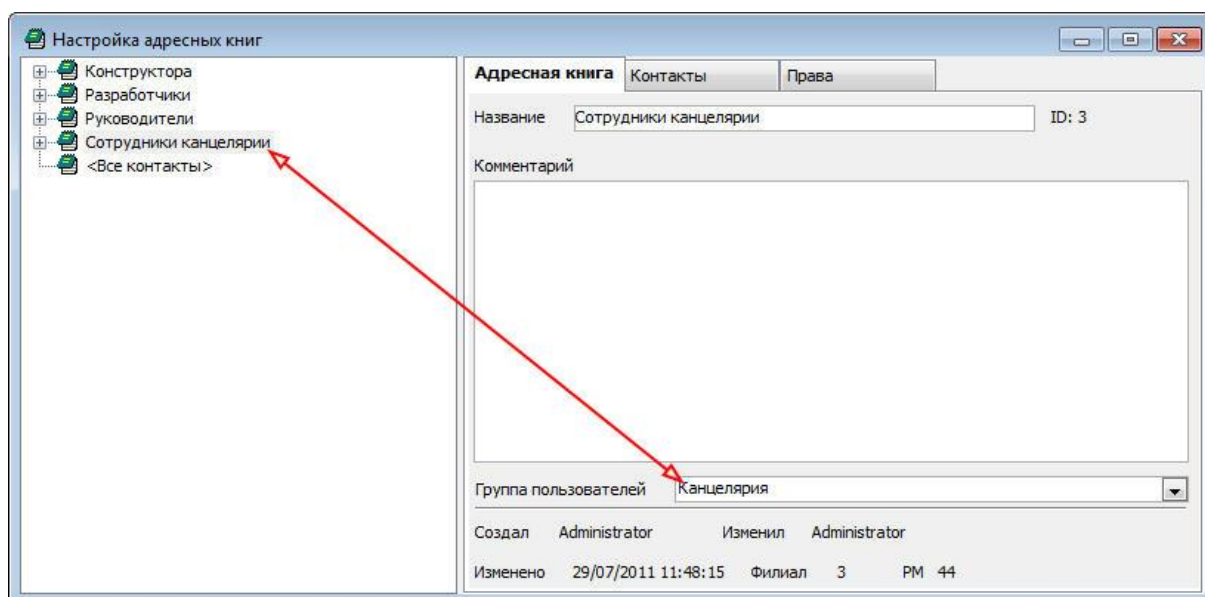 Настройка адресных книг
Конструктора
Разработчики
Руководители
Сотрудники канцелярии
<Все контакты>
Адресная книга Контакты Права
Название Сотрудники канцелярии ID: 3
Комментарий
Группа пользователей Канцелярия
Создал Administrator Изменил Administrator
Изменено 29/07/2011 11:48:15 Филиал 3 РМ 44